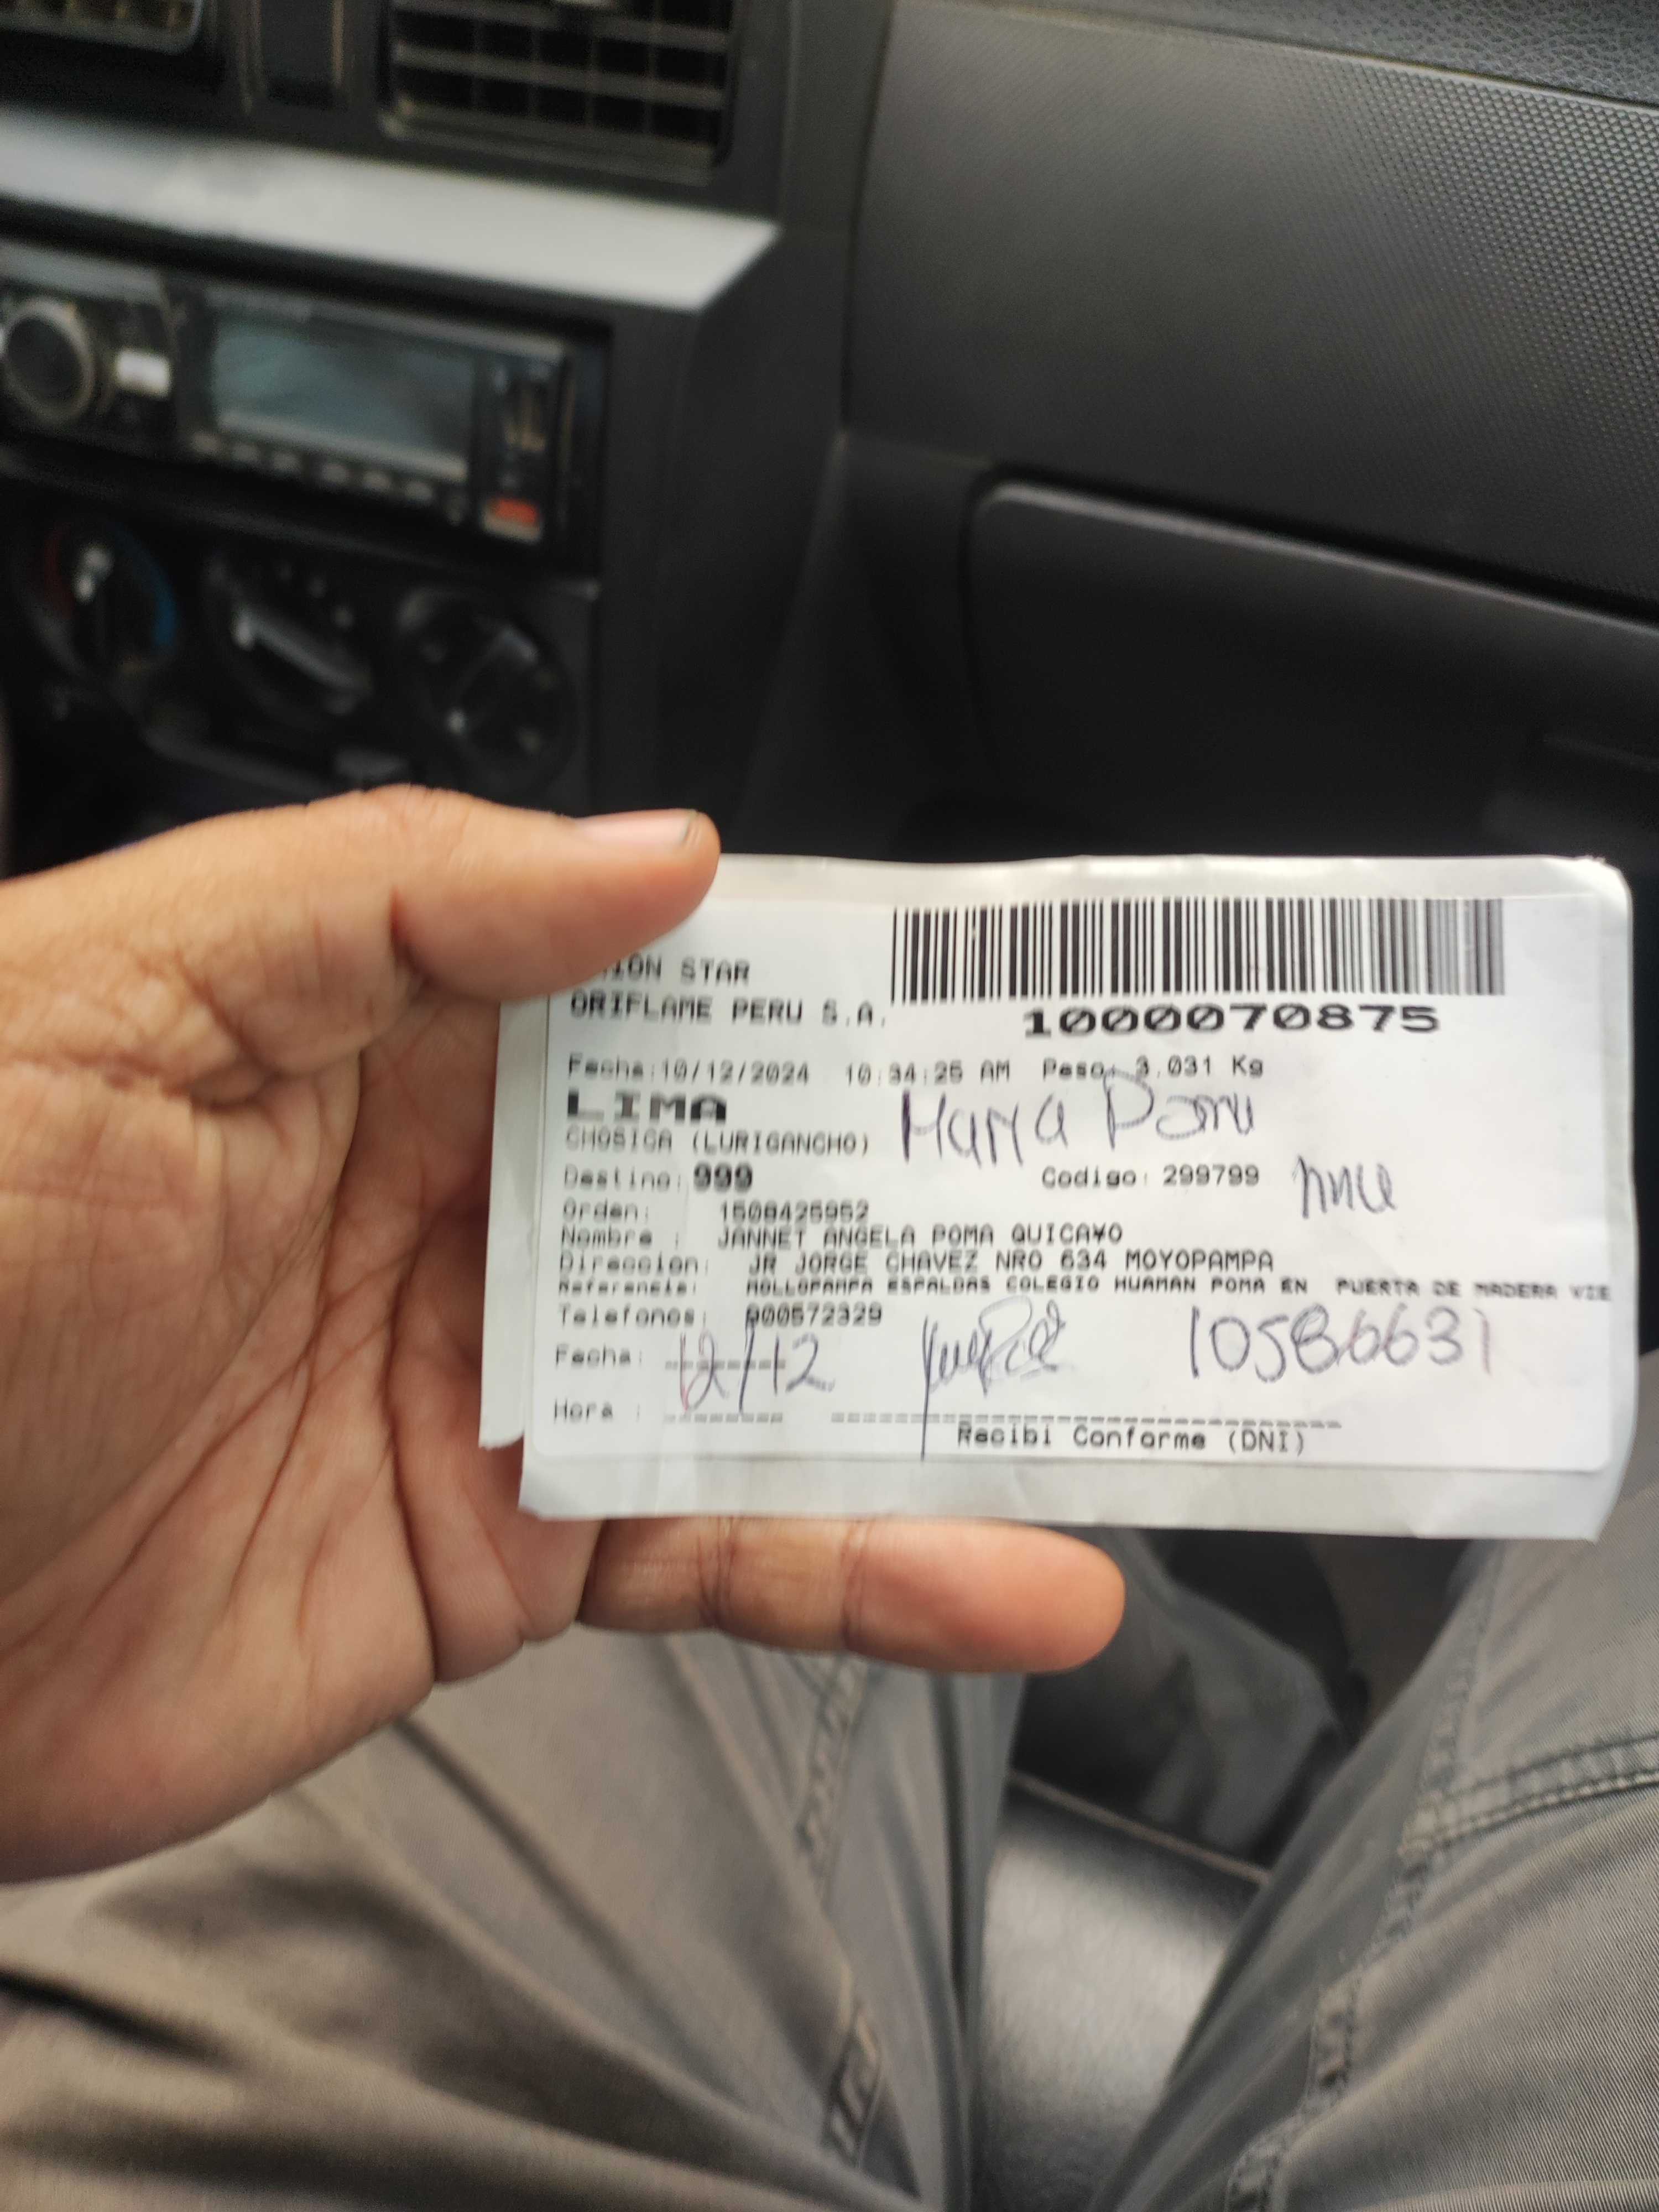 ION STAR
ORIFLAME PERU S.A.
1000070875
Fecha:10/12/2024 10:34:25 AM Peso: 3.031 Kg
LIMA
CHOSICA (LURIGANCHO)
Maria Poma
Destino: 999 Codigo: 299799
Orden: 1508425952
Nombre : JANNET ANGELA POMA QUICA¥O
Direccion: JR JORGE CHAVEZ NRO 634 MOYOPAMPA
Referencia: MOLLOPAMPA ESPALDAS COLEGIO HUAMAN POMA EN PUERTA DE MADERA VIE
Telefonos: 900572329
Fecha: 12/12 10586631
Hora :
Recibi Conforme (DNI)